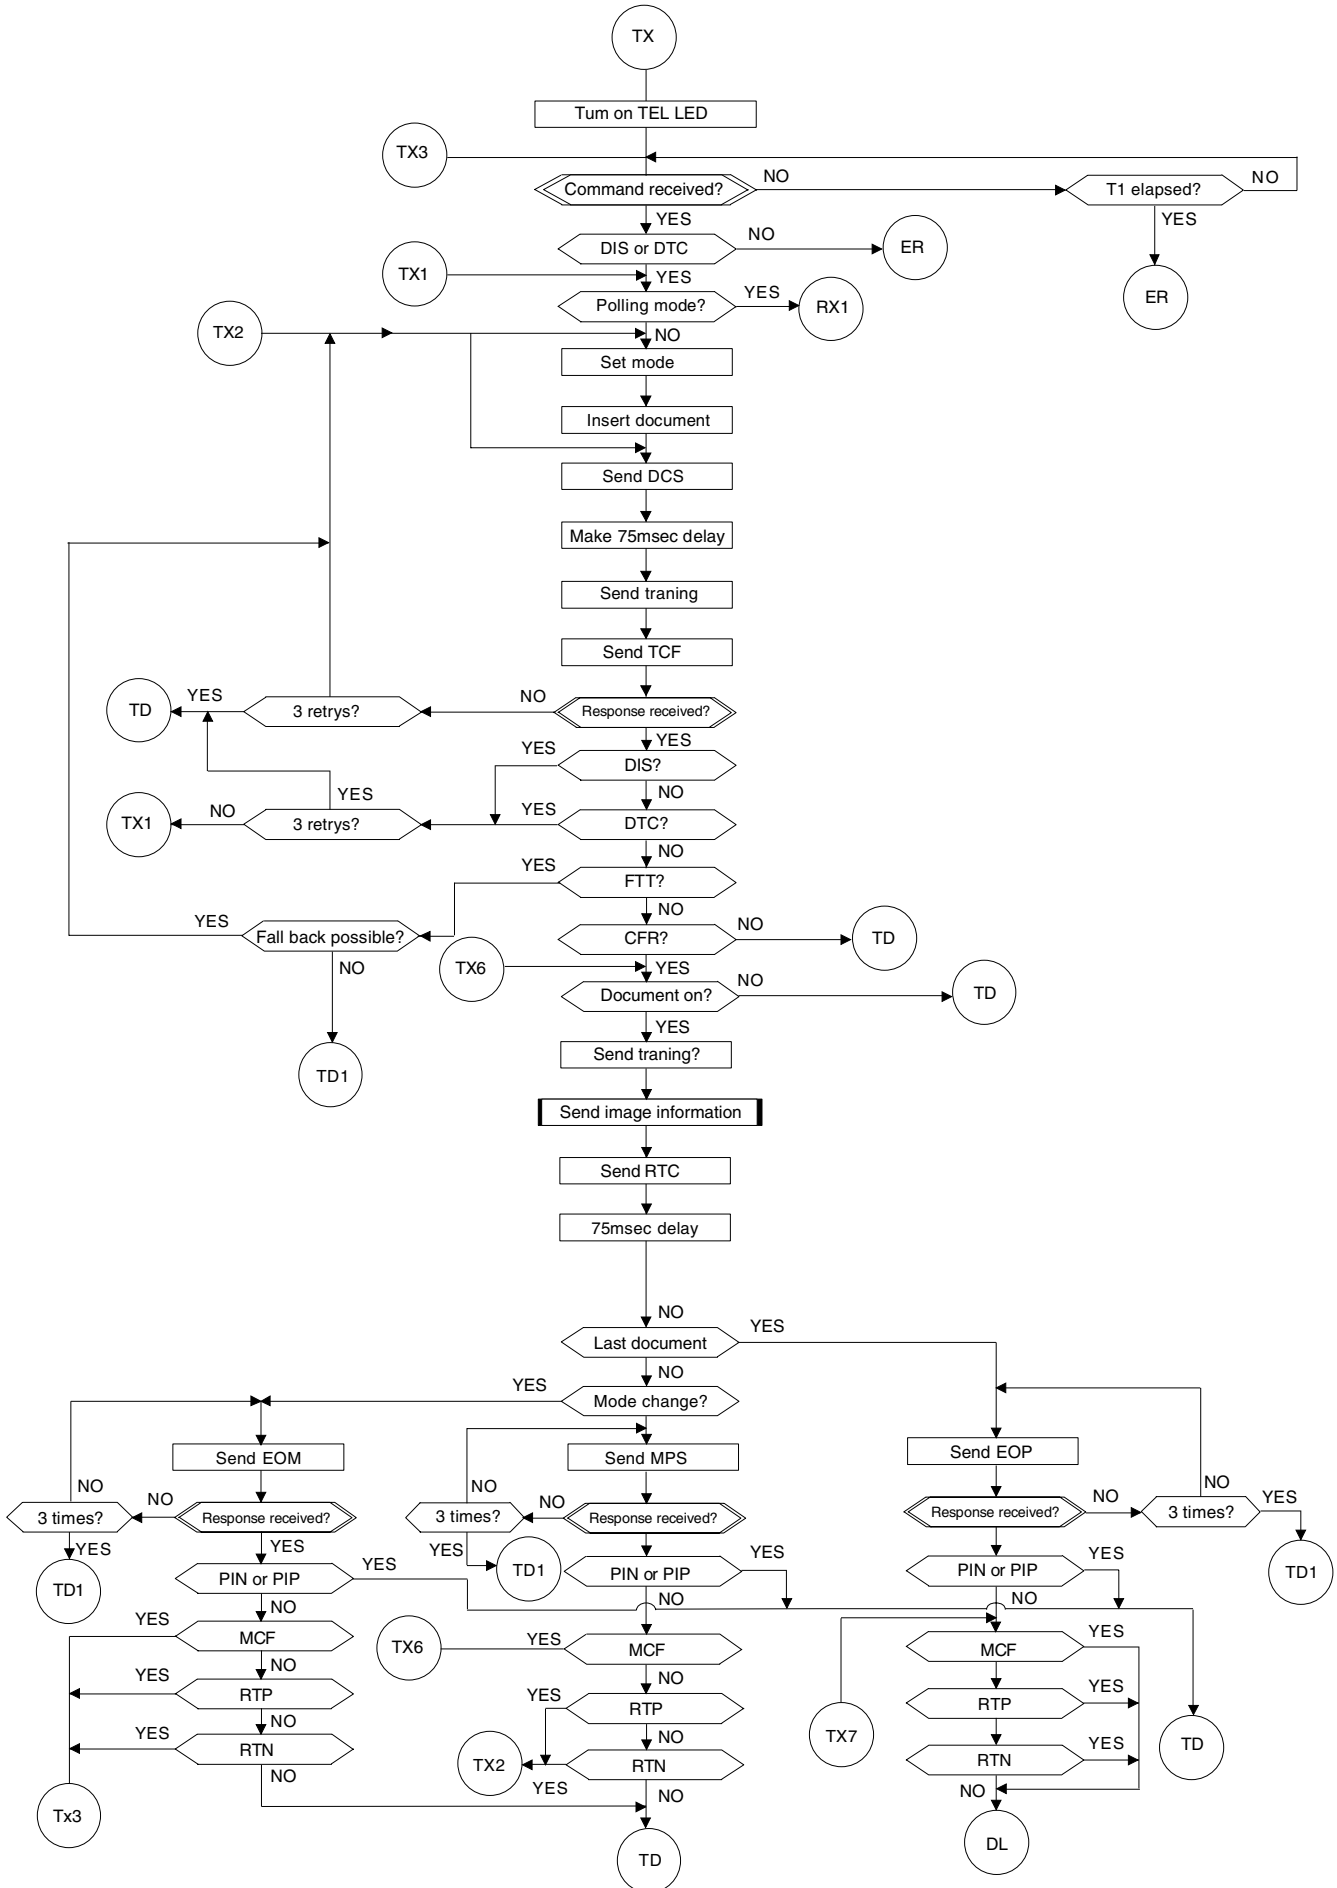 TX
Tum on TEL LED
TX3
Command received?
NO
T1 elapsed?
NO
YES
YES
DIS or DTC
NO
ER
TX1
YES
ER
Polling mode?
YES
RX1
TX2
NO
Set mode
Insert document
Send DCS
Make 75msec delay
Send traning
Send TCF
TD
YES
3 retrys?
NO
Response received?
YES
YES
DIS?
NO
TX1
NO
3 retrys?
YES
YES
DTC?
NO
YES
FTT?
NO
YES
Fall back possible?
CFR?
NO
TD
NO
TX6
YES
Document on?
NO
TD
YES
TD1
Send traning?
Send image information
Send RTC
75msec delay
NO
Last document
YES
NO
YES
Mode change?
Send EOM
Send MPS
Send EOP
NO
NO
NO
3 times?
NO
Response received?
3 times?
NO
Response received?
Response received?
NO
3 times?
YES
YES
YES
YES
TD1
PIN or PIP
YES
TD1
PIN or PIP
YES
PIN or PIP
YES
TD1
NO
NO
NO
YES
MCF
TX6
YES
MCF
MCF
YES
NO
NO
YES
RTP
YES
RTP
RTP
YES
NO
NO
TX7
TD
YES
RTN
TX2
YES
RTN
RTN
YES
NO
NO
NO
Tx3
TD
DL